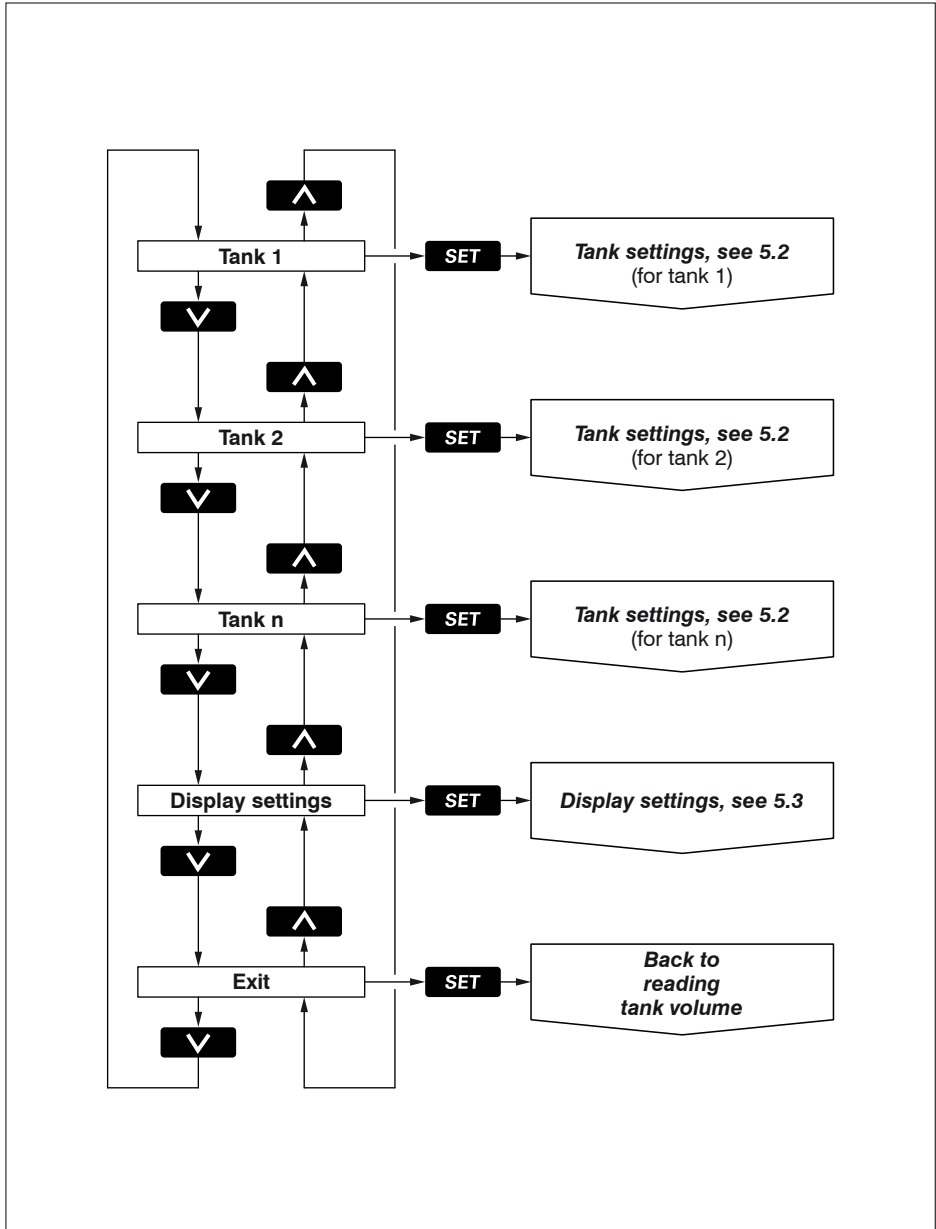 Tank 1
SET
Tank settings, see 5.2
(for tank 1)
Tank 2
SET
Tank settings, see 5.2
(for tank 2)
Tank n
SET
Tank settings, see 5.2
(for tank n)
Display settings
SET
Display settings, see 5.3
Exit
SET
Back to
reading
tank volume